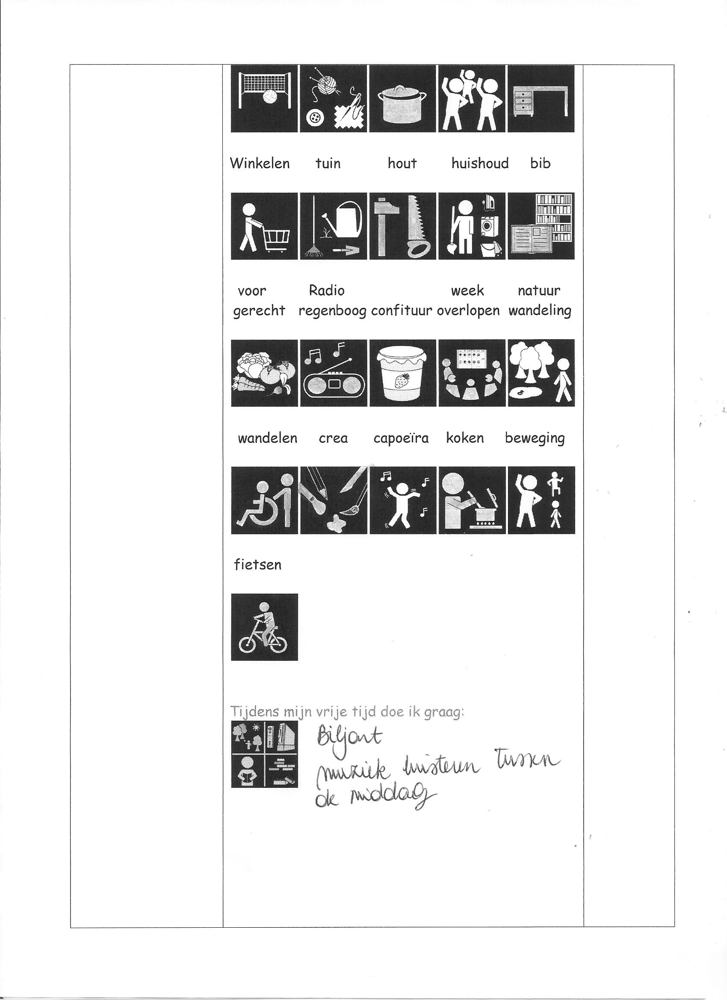 Winkelen tuin hout huishoud bib
voor Radio week natuur
gerecht regenboog confituur overlopen wandeling
wandelen crea capoeïra koken beweging
fietsen
Tijdens mijn vrije tijd doe ik graag:
Biljart
muziek luisteren tussen
de middag